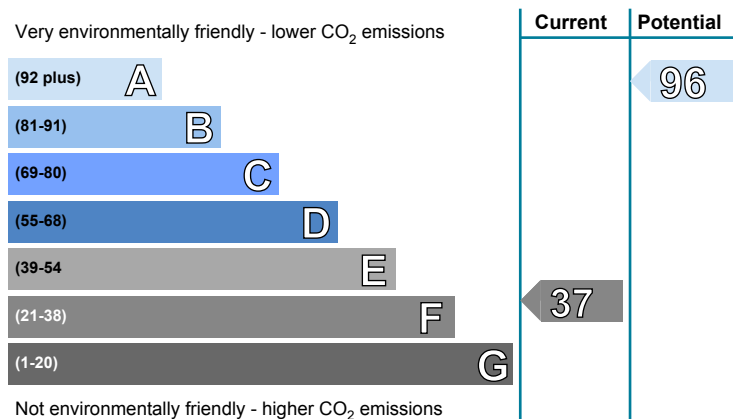 Current Potential
Very environmentally friendly - lower CO2 emissions
(92 plus) A 96
(81-91) B
(69-80) C
(55-68) D
(39-54 E
(21-38) F 37
(1-20) G
Not environmentally friendly - higher CO2 emissions